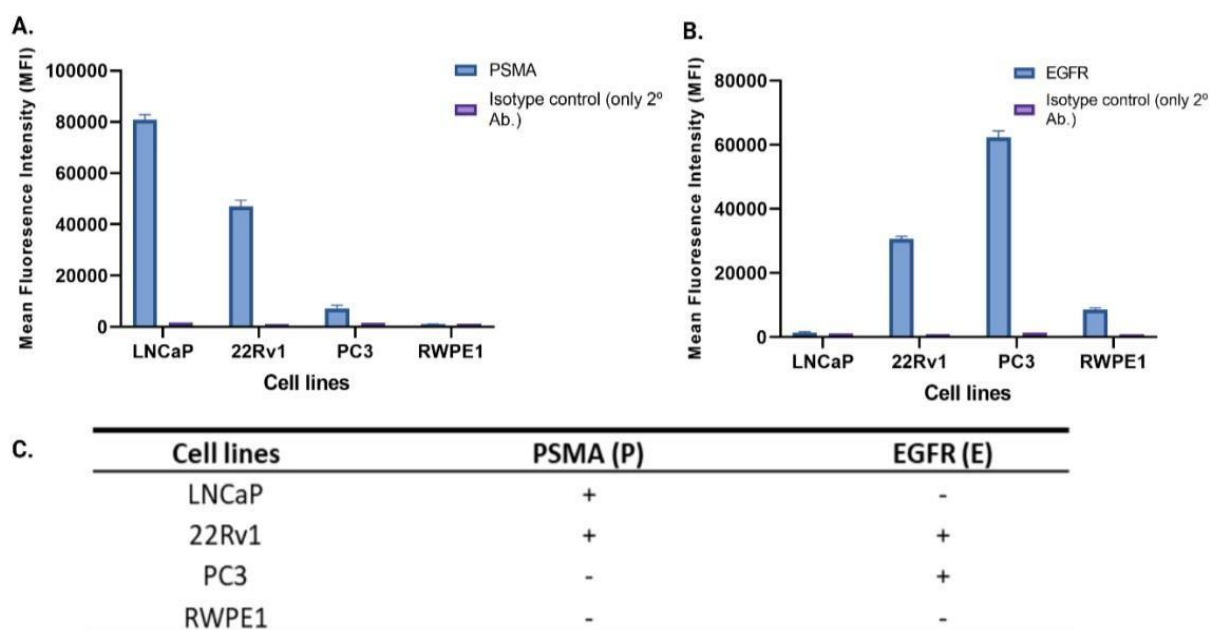 A.
Mean Fluoresence Intensity (MFI)
100000
80000
60000
40000
20000
0
PSMA
Isotype control (only 2º
Ab.)
LNCaP 22Rv1 PC3 RWPE1
Cell lines
B.
Mean Fluoresence Intensity (MFI)
80000
60000
40000
20000
0
EGFR
Isotype control (only 2º
Ab.)
LNCaP 22Rv1 PC3 RWPE1
Cell lines
C.
Cell lines PSMA (P) EGFR (E)
LNCaP + -
22Rv1 + +
PC3 - +
RWPE1 - -